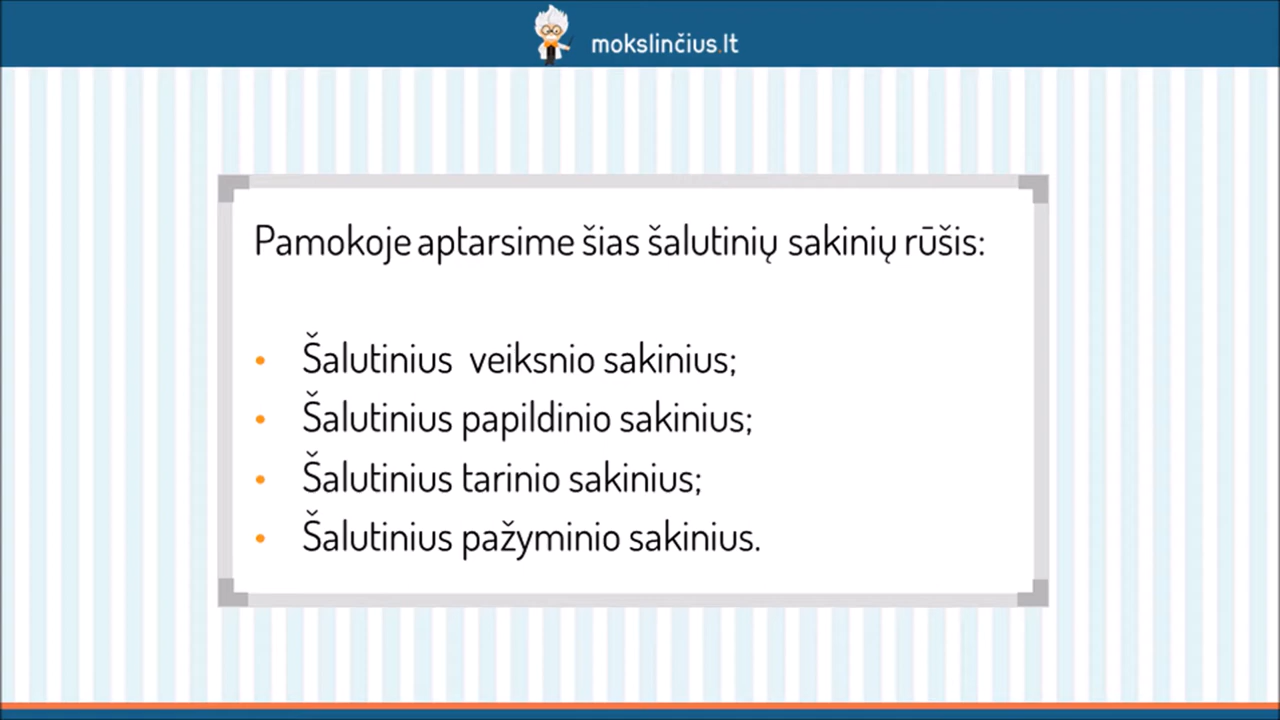 mokslinčius.lt
Pamokoje aptarsime šias šalutinių sakinių rūšis:
• Šalutinius veiksnio sakinius;
• Šalutinius papildinio sakinius;
• Šalutinius tarinio sakinius;
• Šalutinius pažyminio sakinius.